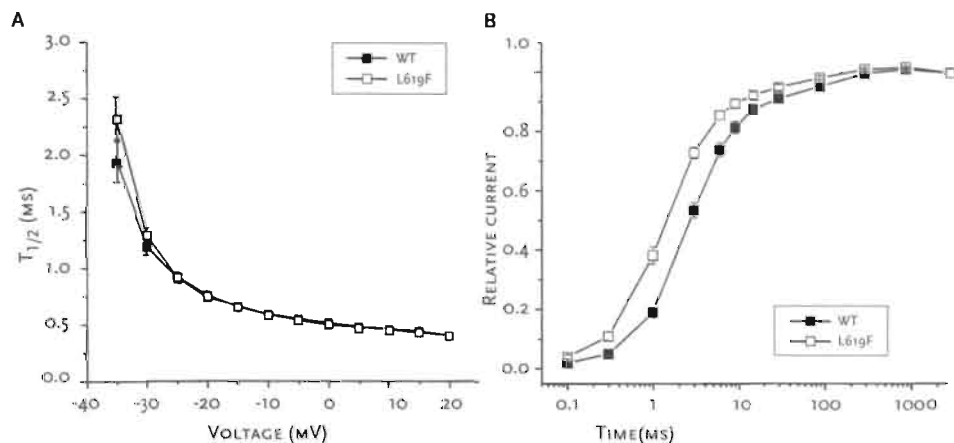 A
3.0
2.5
2.0
1.5
1.0
0.5
0.0
T1/2 (MS)
WT
L619F
-40 -30 -20 -10 0 10 20
VOLTAGE (MV)
B
1.0
0.8
0.6
0.4
0.2
0.0
RELATIVE CURRENT
WT
L619F
0.1 1 10 100 1000
TIME(MS)